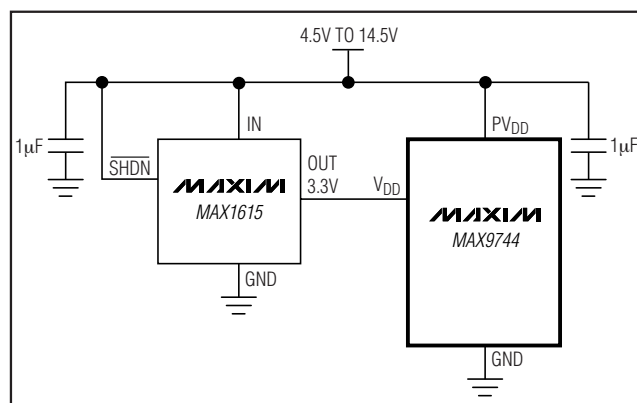 4.5V TO 14.5V
1µF
SHDN
IN
MAXIM
MAX1615
OUT
3.3V
GND
VDD
PVDD
MAXIM
MAX9744
GND
1µF